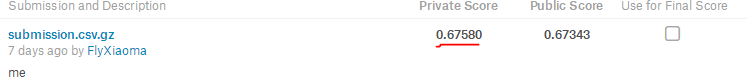 Submission and Description Private Score Public Score Use for Final Score
submission.csv.gz 0.67580 0.67343
7 days ago by FlyXiaoma
me